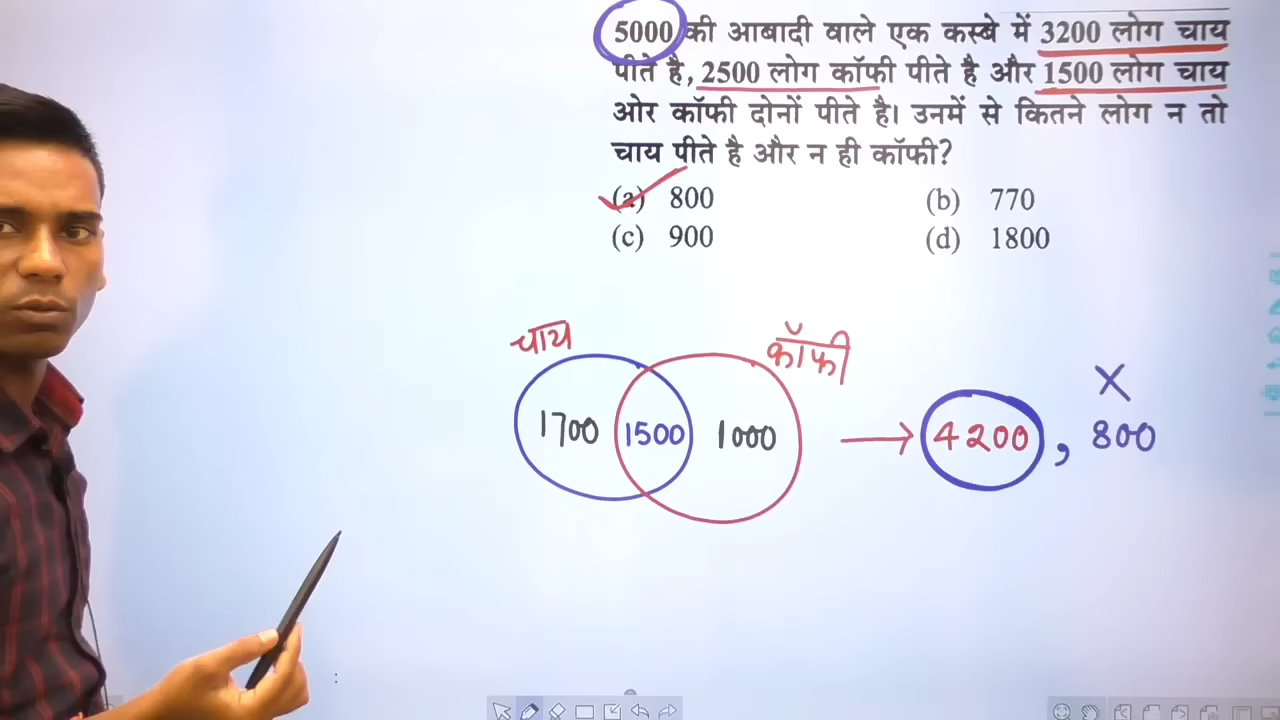 5000 की आबादी वाले एक कस्बे में 3200 लोग चाय
पीते है, 2500 लोग कॉफी पीते है और 1500 लोग चाय
ओर कॉफी दोनों पीते है। उनमें से कितने लोग न तो
चाय पीते है और न ही कॉफी?
(a) 800 (b) 770
(c) 900 (d) 1800
चाय कॉफी
1700 1500 1000 → 4200 , 800
X